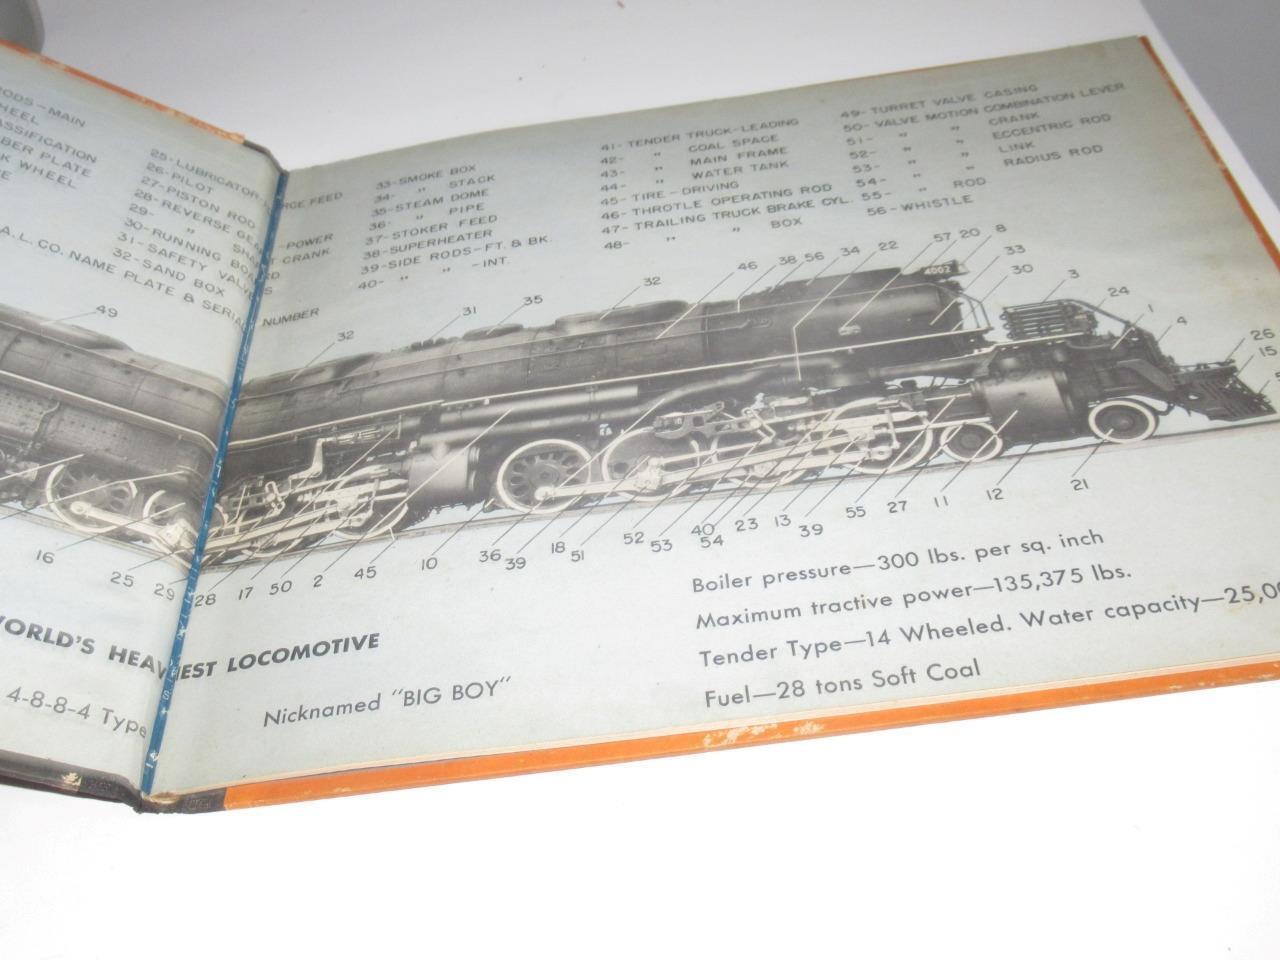 RODS-MAIN
WHEEL
PLATE
WHEEL
A.L. CO. NAME PLATE & SERIAL NUMBER
25-LUBRICATOR
26-PILOT
27-PISTON ROD
28-REVERSE GEAR-POWER
29- " SHAFT CRANK
30-RUNNING BOARD
31-SAFETY VALVES
32-SAND BOX
FEED
33-SMOKE BOX
34- " STACK
35-STEAM DOME
36- " PIPE
37-STOKER FEED
38-SUPERHEATER
39-SIDE RODS-FT. & BK.
40- " " -INT.
41-TENDER TRUCK-LEADING
42- " COAL SPACE
43- " MAIN FRAME
44- " WATER TANK
45-TIRE-DRIVING
46-THROTLE OPERATING ROD
47-TRAILING TRUCK BRAKE CYL.
48- " " BOX
49-TURRET VALVE CASING
50-VALVE MOTION COMBINATION LEVER
51- " " CRANK
52- " " ECCENTRIC ROD
53- " " LINK
54- " " RADIUS ROD
55- " ROD
56-WHISTLE
49 32 31 35 32 46 38 56 34 22 57 20 8 33 30 3 24 1 4 26 15
4002
16 25 29 28 17 50 2 45 10 36 39 18 51 52 53 40 54 23 13 39 55 27 11 12 21
WORLD'S HEAVIEST LOCOMOTIVE
4-8-8-4 Type
Nicknamed "BIG BOY"
Boiler pressure—300 lbs. per sq. inch
Maximum tractive power—135,375 lbs.
Tender Type—14 Wheeled. Water capacity—25,00
Fuel—28 tons Soft Coal